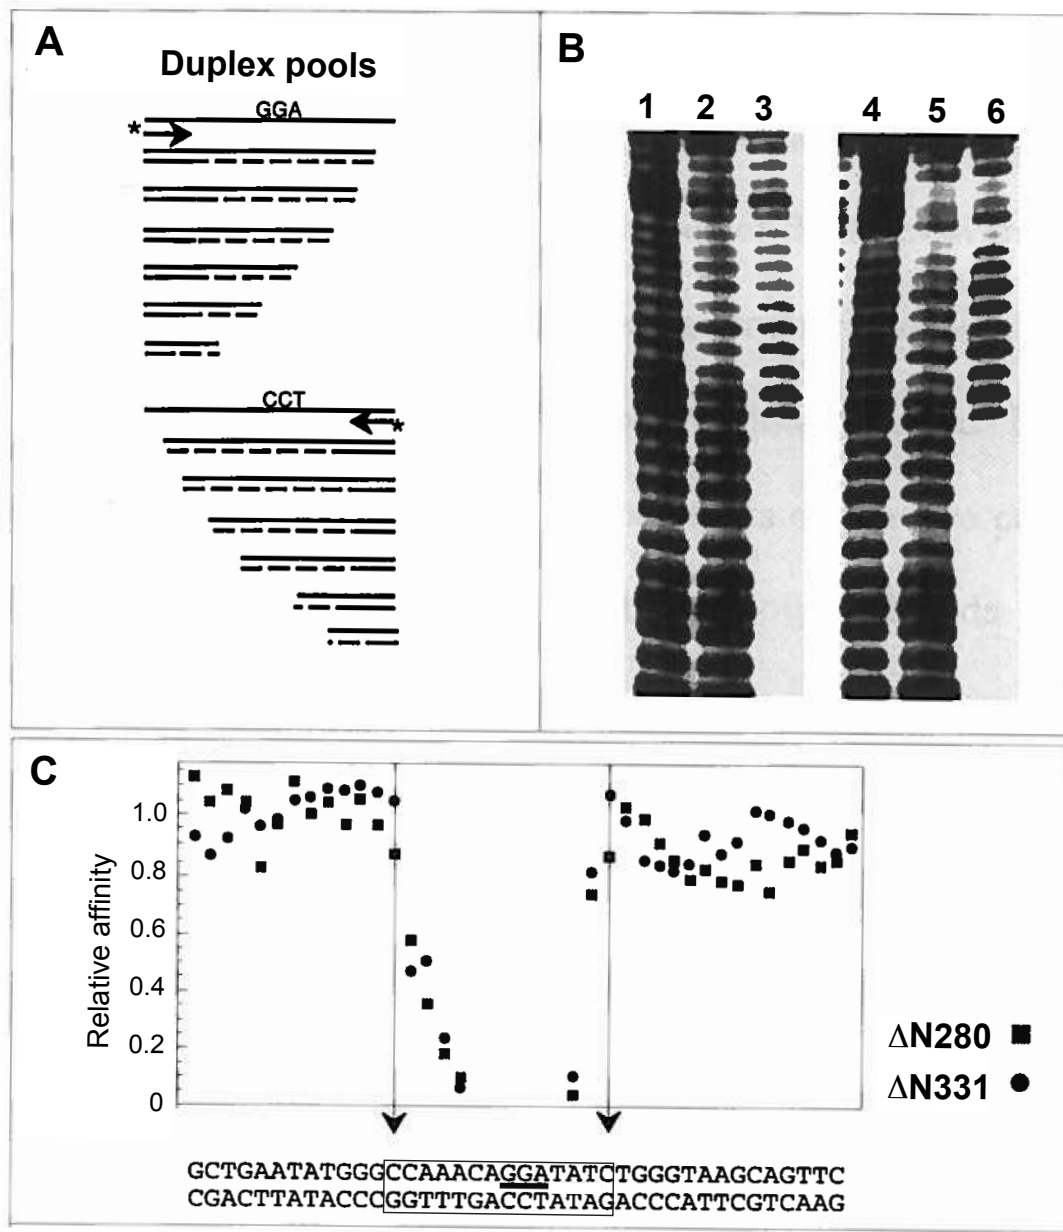 A
Duplex pools
GGA
*
CCT
*
B
1 2 3 4 5 6
C
Relative affinity
1.0
0.8
0.6
0.4
0.2
0
ΔN280
ΔN331
GCTGAATATGGGCCAAACAGGATATCTGGGTAAGCAGTTC
CGACTTATACCCGGTTTGACCTATAGACCCATTCGTCAAG